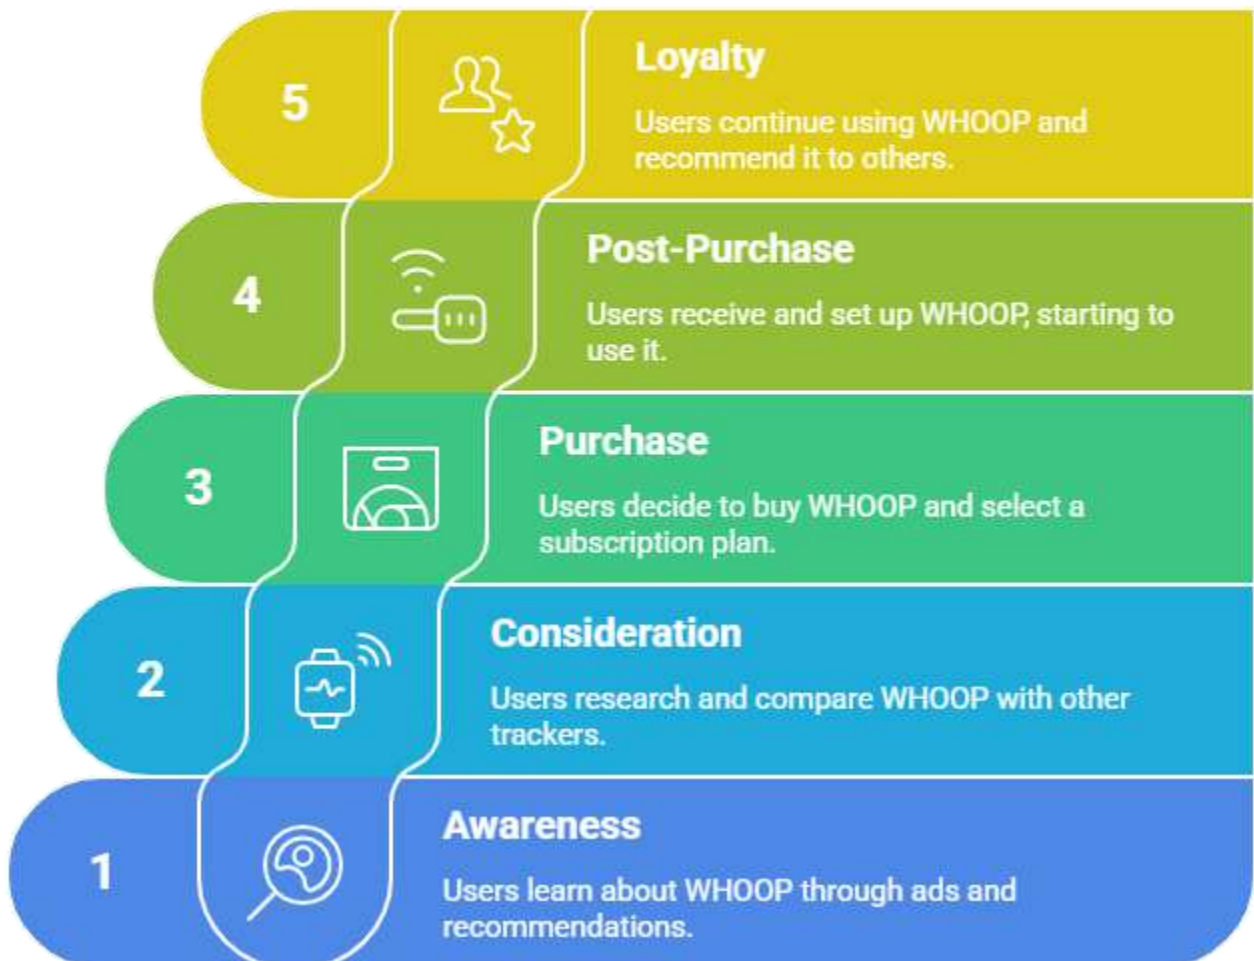 5
Loyalty
Users continue using WHOOP and
recommend it to others.
4
Post-Purchase
Users receive and set up WHOOP, starting to
use it.
3
Purchase
Users decide to buy WHOOP and select a
subscription plan.
2
Consideration
Users research and compare WHOOP with other
trackers.
1
Awareness
Users learn about WHOOP through ads and
recommendations.